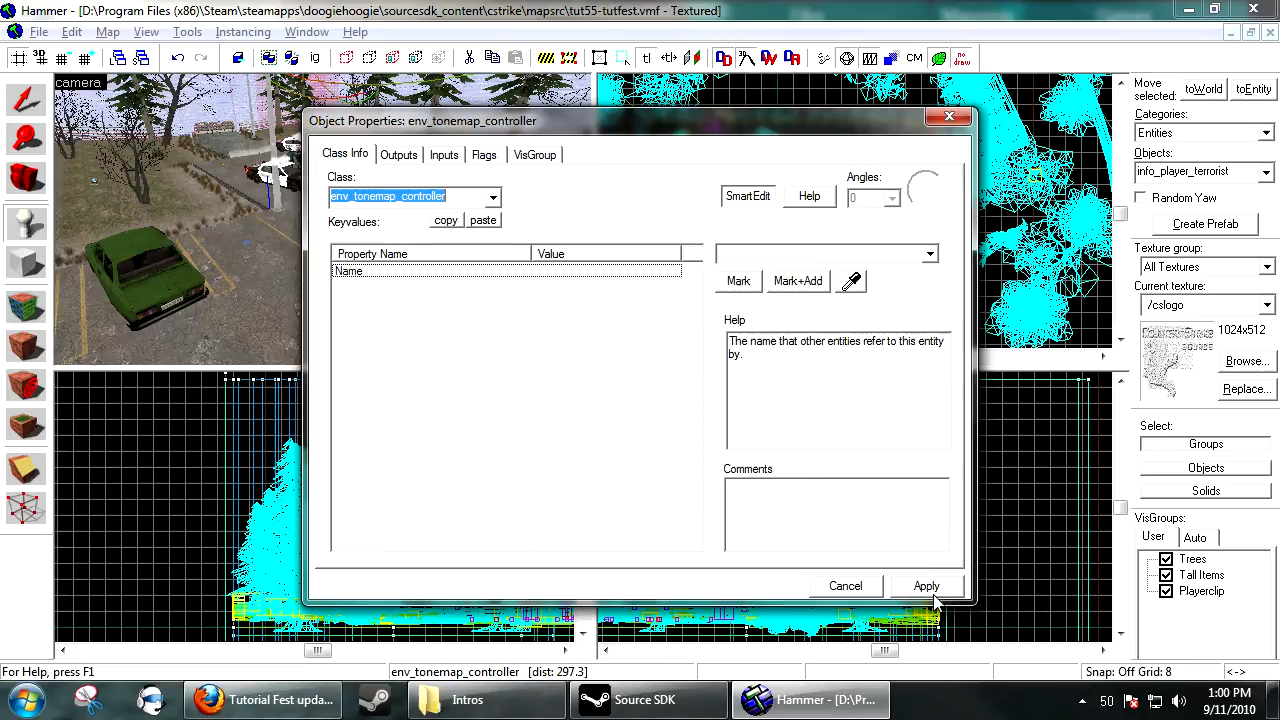 Hammer - [D:\Program Files (x86)\Steam\steamapps\doogiehoogie\sourcesdk_content\cstrike\mapsrc\tut55-tutfest.vmf - Textured]
File Edit Map View Tools Instancing Window Help
3D ig tl CM no draw
camera
Object Properties: env_tonemap_controller
Class Info Outputs Inputs Flags VisGroup
Class:
env_tonemap_controller
Keyvalues: copy paste
SmartEdit Help
Angles:
0
Property Name Value
Name
Mark Mark+Add
Help
The name that other entities refer to this entity
by.
Comments
Cancel Apply
Move
selected: toWorld toEntity
Categories:
Entities
Objects:
info_player_terrorist
Random Yaw
Create Prefab
Texture group:
All Textures
Current texture:
/cslogo
1024x512
Browse...
Replace...
Select:
Groups
Objects
Solids
VisGroups:
User Auto
Trees
Tall Items
Playerclip
For Help, press F1 env_tonemap_controller [dist: 297.3] Snap: Off Grid: 8 <->
Tutorial Fest upda... Intros Source SDK Hammer - [D:\Pr... 50 1:00 PM
9/11/2010